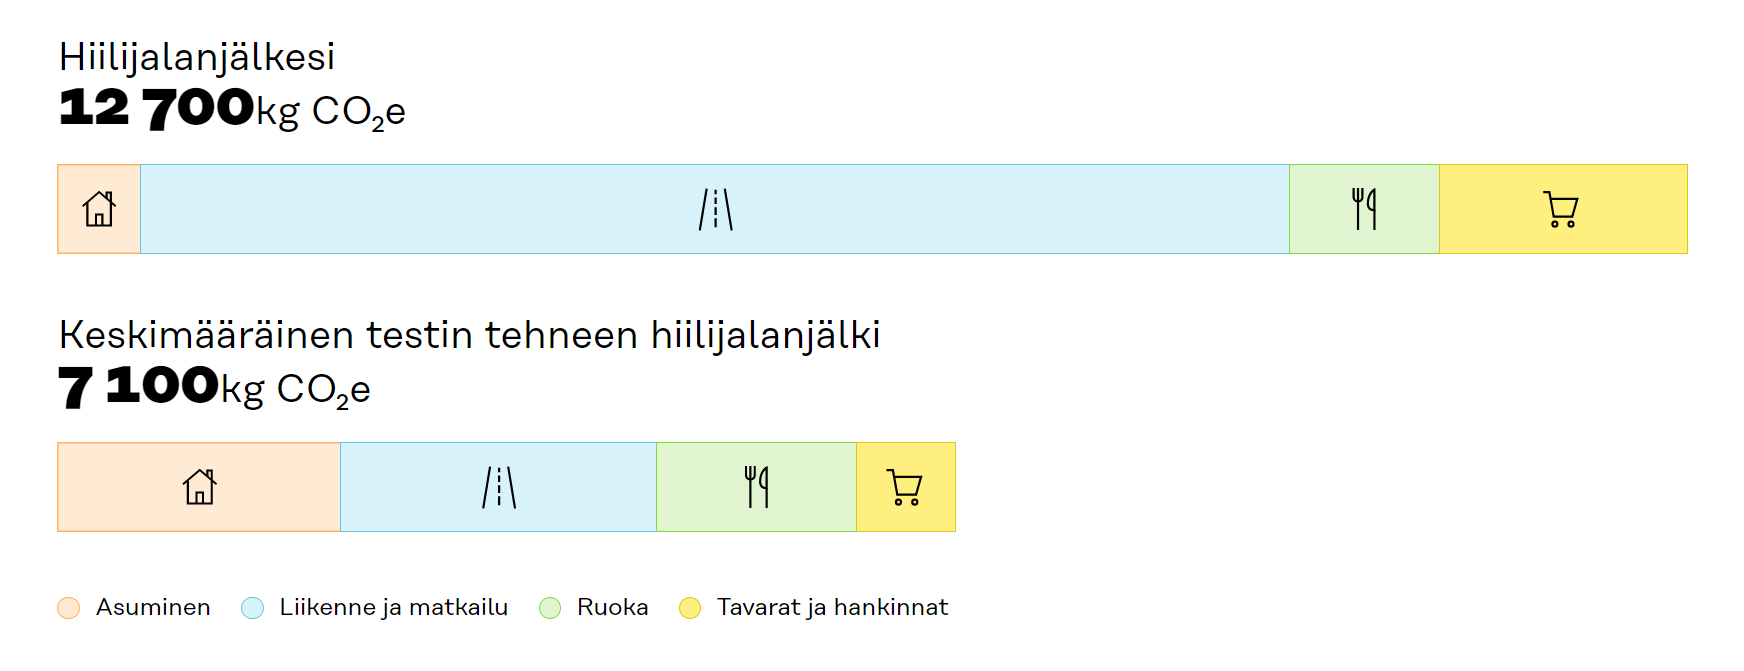 Hiilijalanjälkesi
12 700kg CO₂e
Keskimääräinen testin tehneen hiilijalanjälki
7 100kg CO₂e
Asuminen Liikenne ja matkailu Ruoka Tavarat ja hankinnat